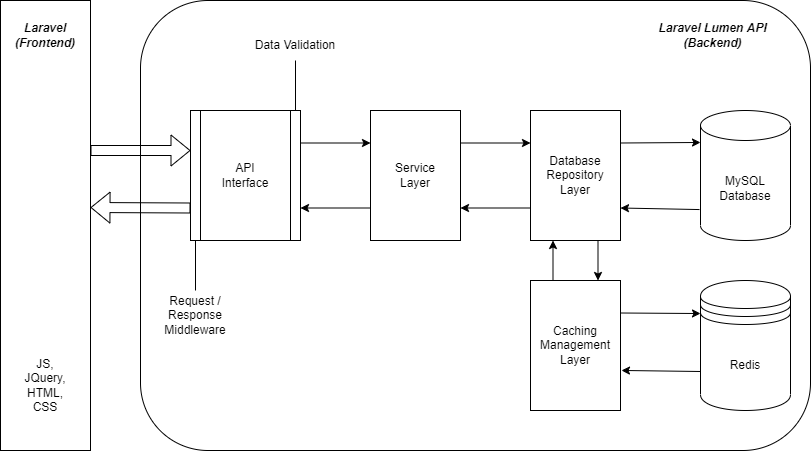 Laravel
(Frontend)
JS,
JQuery,
HTML,
CSS
Laravel Lumen API
(Backend)
Data Validation
API
Interface
Request /
Response
Middleware
Service
Layer
Database
Repository
Layer
MySQL
Database
Caching
Management
Layer
Redis